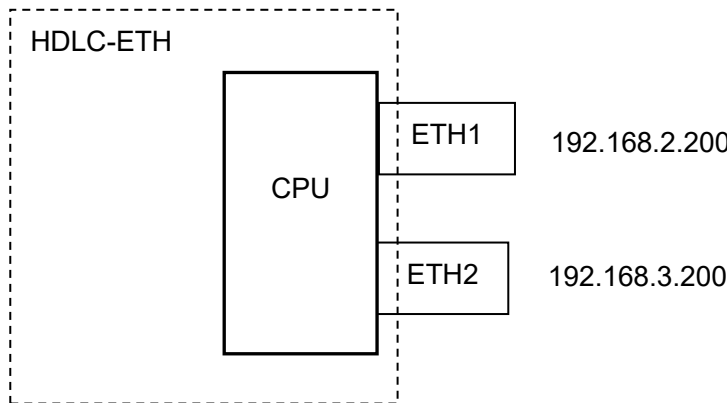 HDLC-ETH
ETH1
192.168.2.200
CPU
ETH2
192.168.3.200